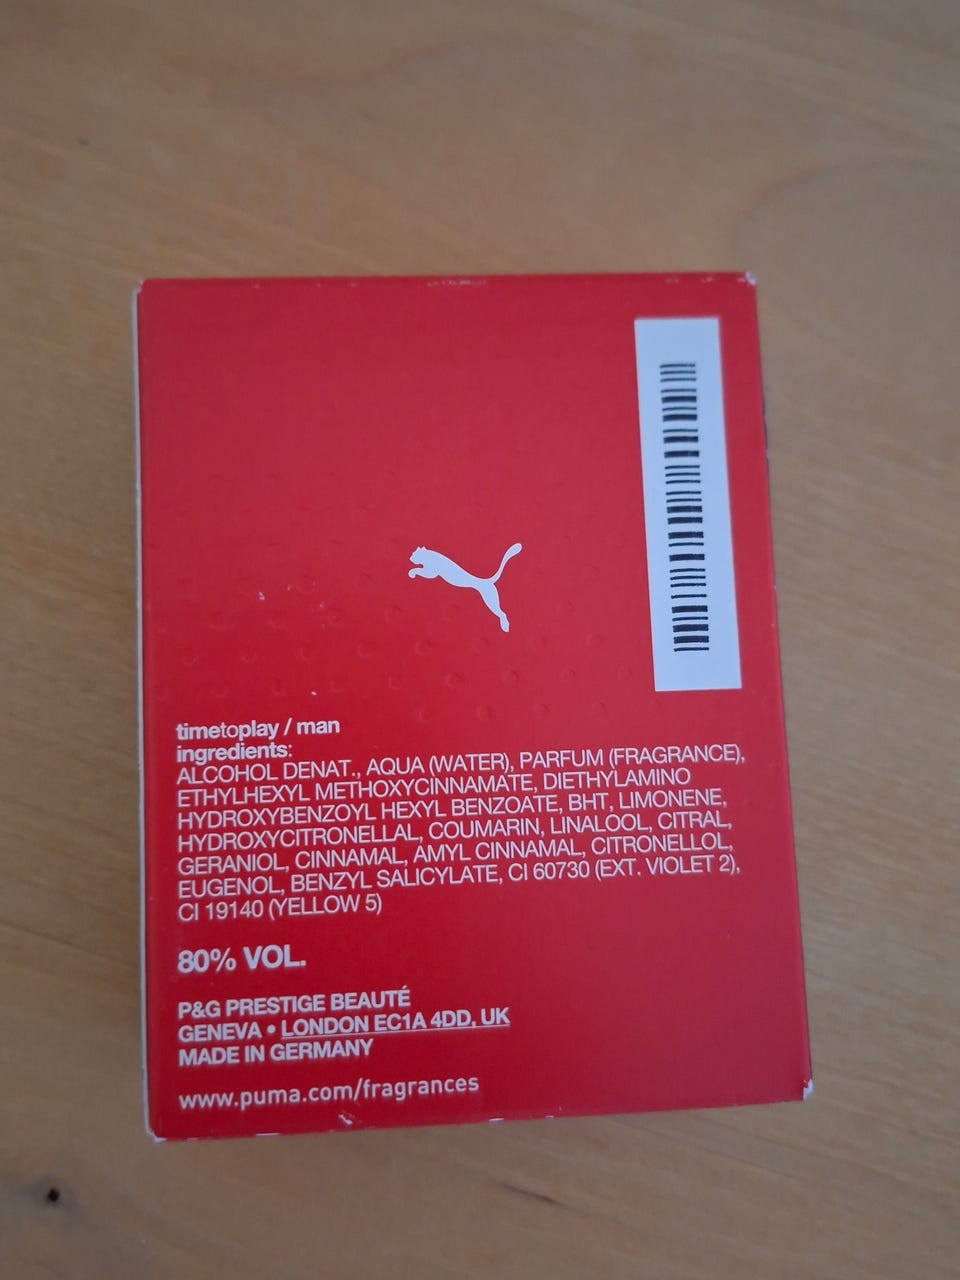 timetoplay / man
ingredients:
ALCOHOL DENAT., AQUA (WATER), PARFUM (FRAGRANCE),
ETHYLHEXYL METHOXYCINNAMATE, DIETHYLAMINO
HYDROXYBENZOYL HEXYL BENZOATE, BHT, LIMONENE,
HYDROXYCITRONELLAL, COUMARIN, LINALOOL, CITRAL,
GERANIOL, CINNAMAL, AMYL CINNAMAL, CITRONELLOL,
EUGENOL, BENZYL SALICYLATE, CI 60730 (EXT. VIOLET 2),
CI 19140 (YELLOW 5)
80% VOL.
P&G PRESTIGE BEAUTÉ
GENEVA • LONDON EC1A 4DD, UK
MADE IN GERMANY
www.puma.com/fragrances